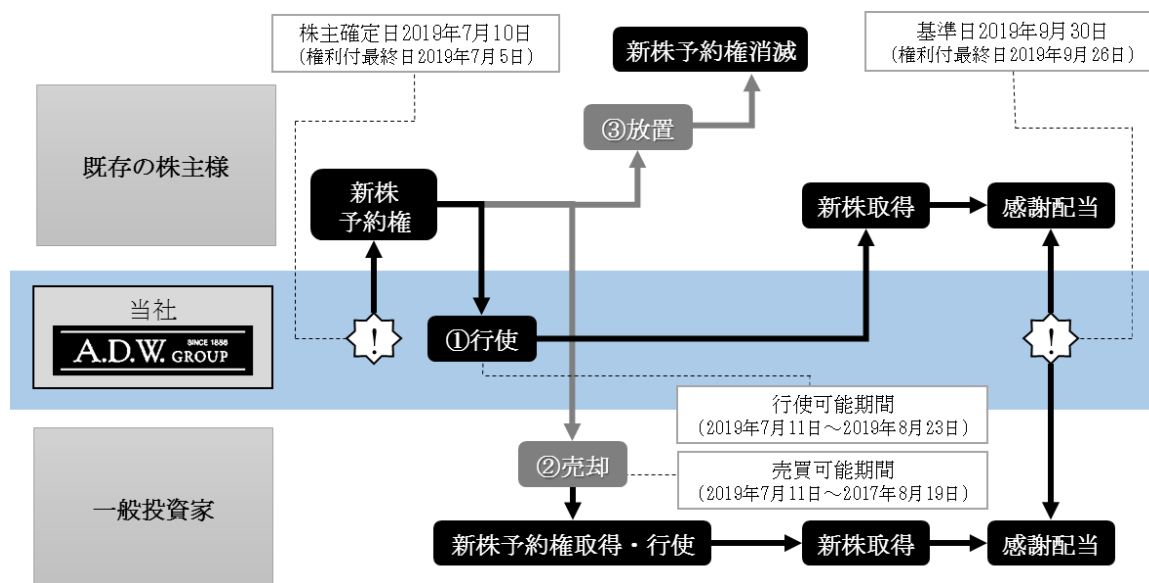 株主確定日2019年7月10日
(権利付最終日2019年7月5日)
基準日2019年9月30日
(権利付最終日2019年9月26日)
新株予約権消滅
③放置
既存の株主様
新株
予約権
新株取得
感謝配当
当社
A.D.W. GROUP
SINCE 1886
!
①行使
!
行使可能期間
(2019年7月11日～2019年8月23日)
②売却
売買可能期間
(2019年7月11日～2017年8月19日)
一般投資家
新株予約権取得・行使
新株取得
感謝配当